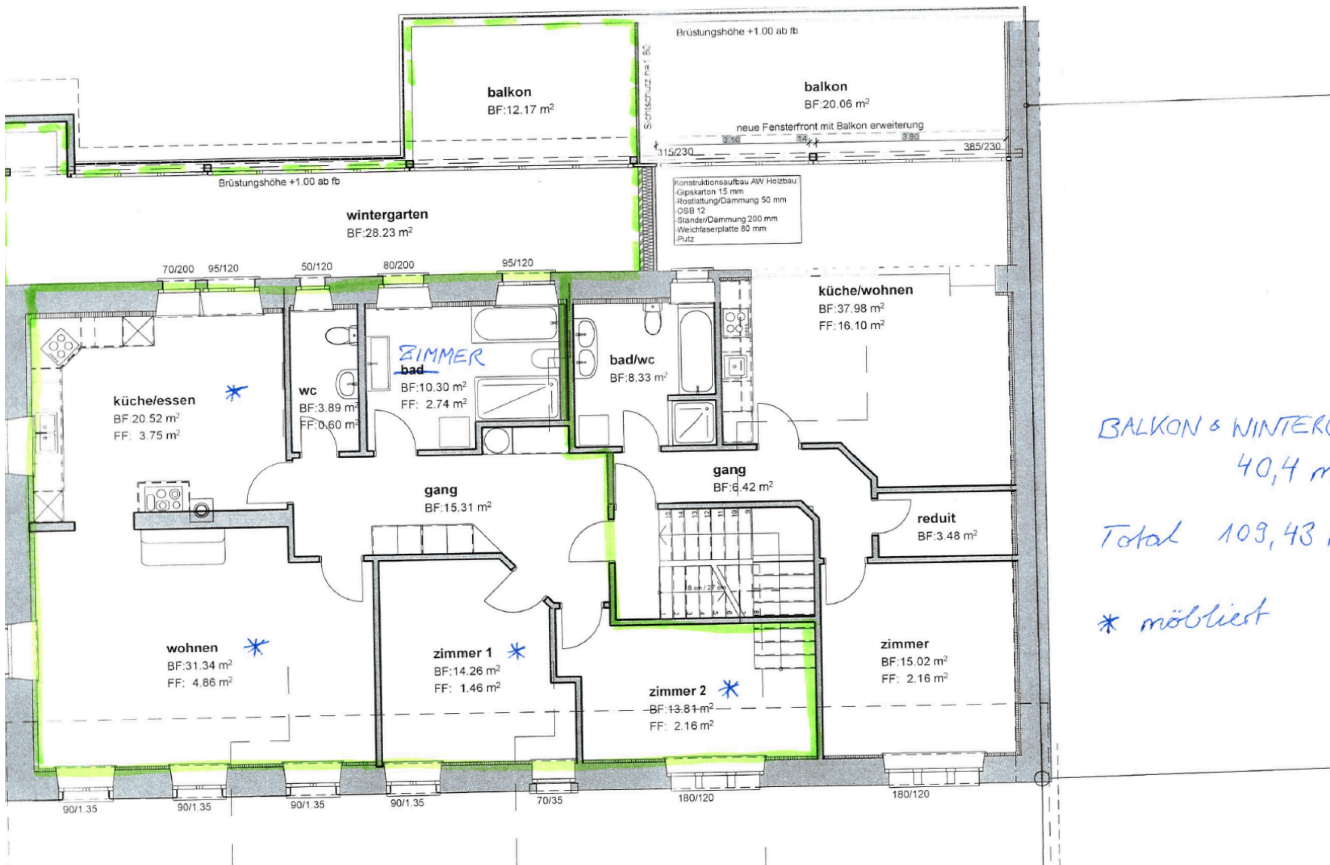 Brüstungshöhe +1.00 ab fb
balkon
BF:12.17 m²
Sichtschutz h=1.80
balkon
BF:20.06 m²
neue Fensterfront mit Balkon erweiterung
3.10 14 3.80
315/230
385/230
Brüstungshöhe +1.00 ab fb
Konstruktionsaufbau AW Holzbau:
-Gipskarton 15 mm
-Rostlattung/Dämmung 50 mm
-OSB 12
-Ständer/Dämmung 200 mm
-Weichfaserplatte 80 mm
-Putz
wintergarten
BF:28.23 m²
70/200 95/120 50/120 80/200 95/120
küche/wohnen
BF:37.98 m²
FF: 16.10 m²
ZIMMER
bad
BF:10.30 m²
FF: 2.74 m²
bad/wc
BF:8.33 m²
küche/essen
BF:20.52 m²
FF: 3.75 m²
*
wc
BF:3.89 m²
FF:0.60 m²
gang
BF:15.31 m²
gang
BF:6.42 m²
reduit
BF:3.48 m²
BALKON & WINTERG
40,4 m
Total 109,43
* möbliert
wohnen
BF:31.34 m²
FF: 4.86 m²
*
zimmer 1
BF:14.26 m²
FF: 1.46 m²
*
zimmer 2
BF:13.81 m²
FF: 2.16 m²
*
zimmer
BF:15.02 m²
FF: 2.16 m²
90/1.35 90/1.35 90/1.35 90/1.35 70/35 180/120 180/120